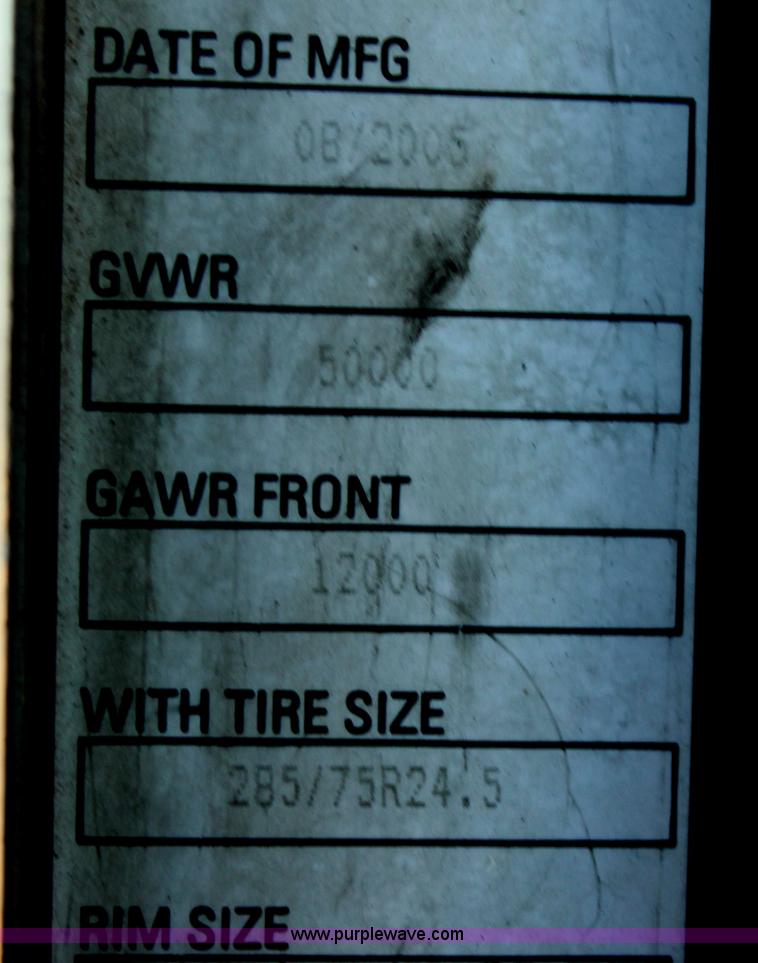 DATE OF MFG
08/2005
GVWR
50000
GAWR FRONT
12000
WITH TIRE SIZE
285/75R24.5
RIM SIZE
www.purplewave.com